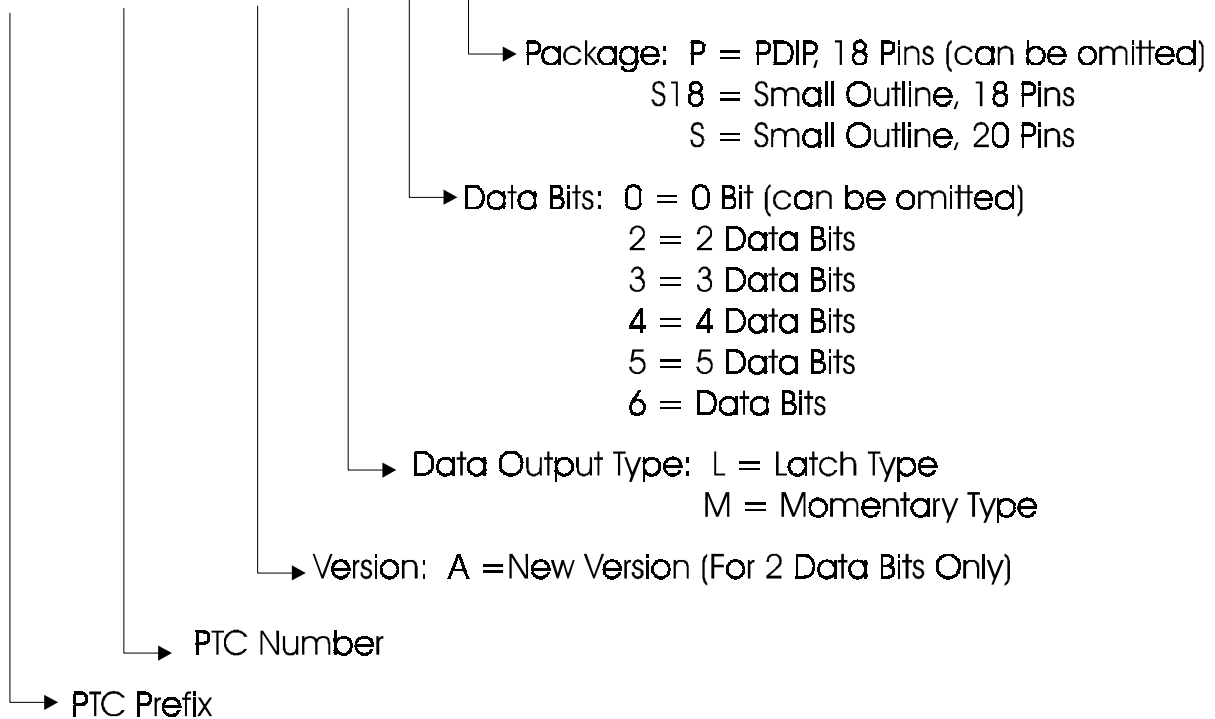 Package: P = PDIP, 18 Pins (can be omitted)
S18 = Small Outline, 18 Pins
S = Small Outline, 20 Pins
Data Bits: 0 = 0 Bit (can be omitted)
2 = 2 Data Bits
3 = 3 Data Bits
4 = 4 Data Bits
5 = 5 Data Bits
6 = Data Bits
Data Output Type: L = Latch Type
M = Momentary Type
Version: A =New Version (For 2 Data Bits Only)
PTC Number
PTC Prefix